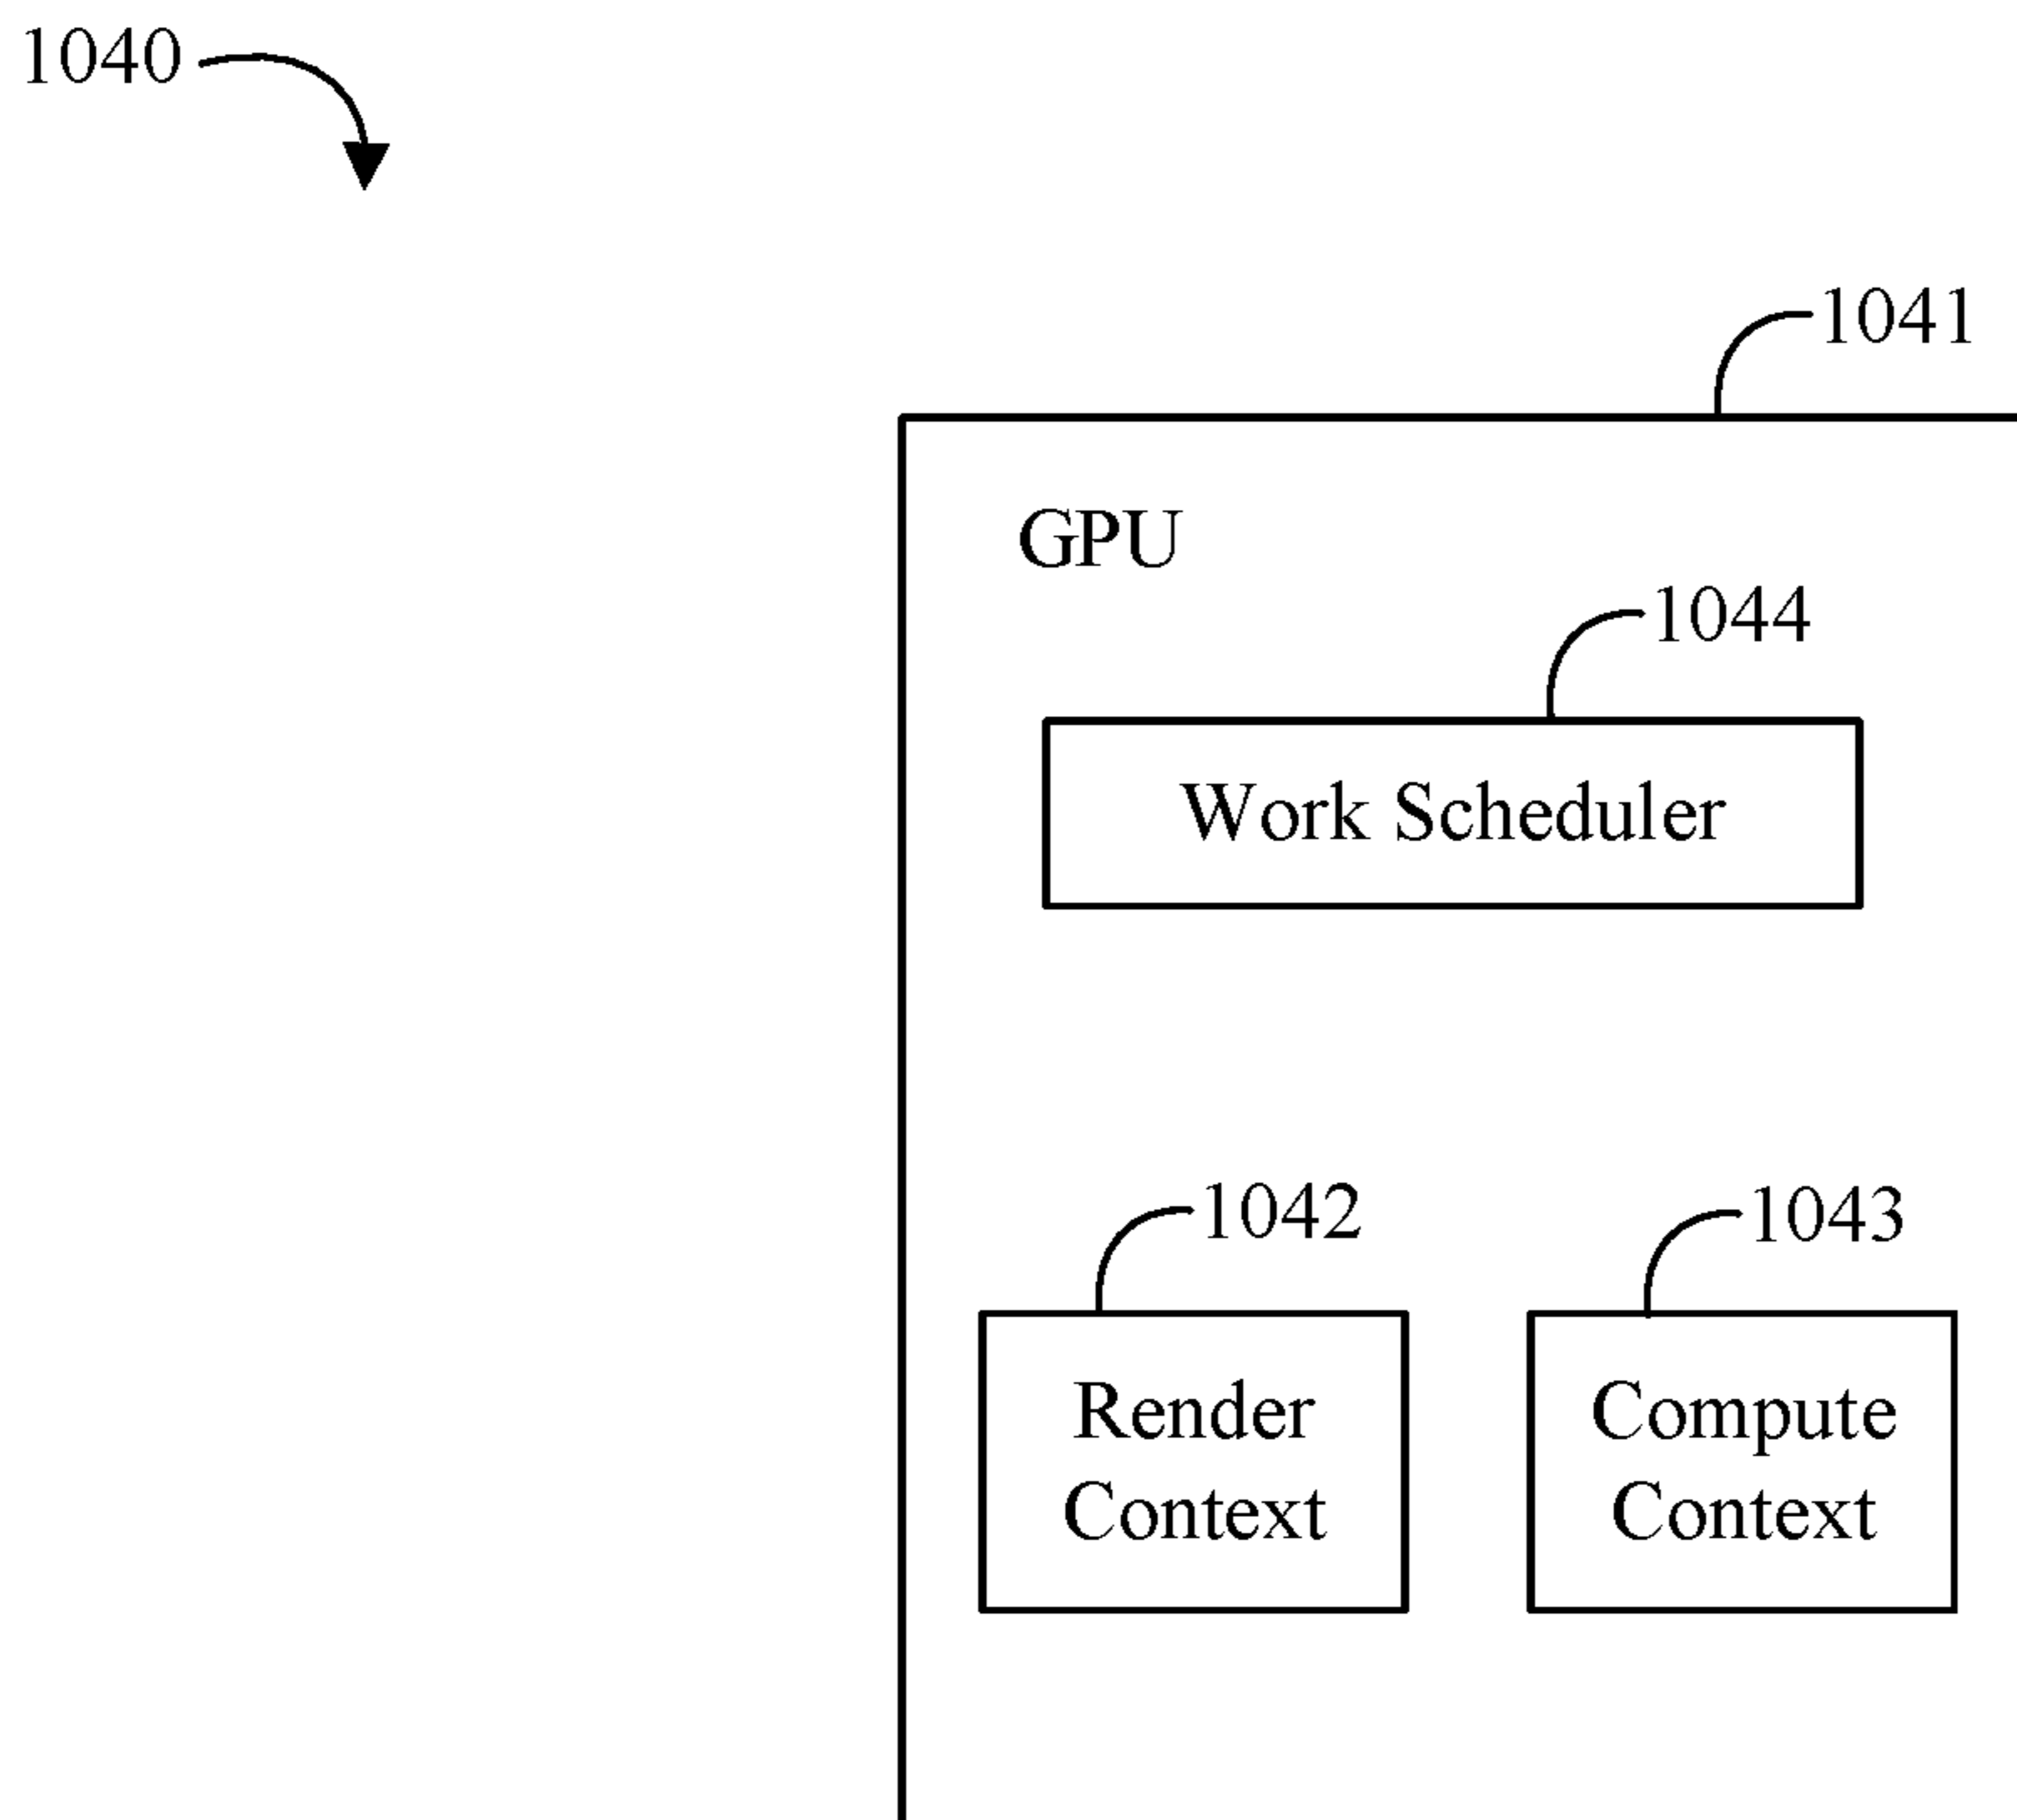 1040
1041
GPU
1044
Work Scheduler
1042
1043
Render
Context
Compute
Context